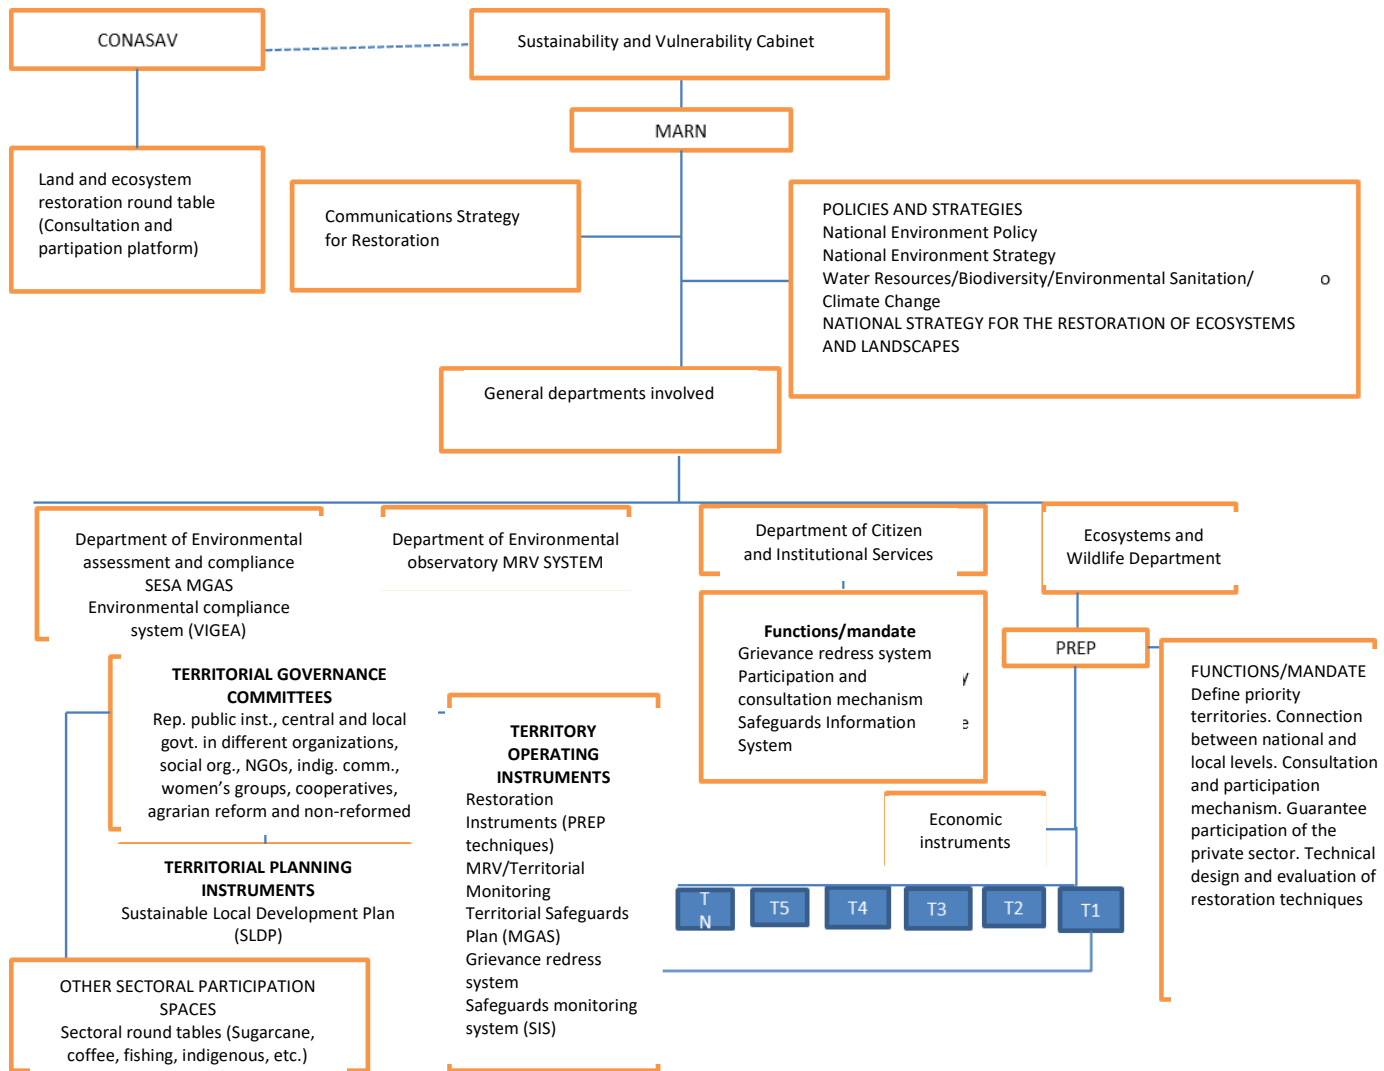 CONASAV
Sustainability and Vulnerability Cabinet
MARN
Land and ecosystem
restoration round table
(Consultation and
partipation platform)
Communications Strategy
for Restoration
POLICIES AND STRATEGIES
National Environment Policy
National Environment Strategy
Water Resources/Biodiversity/Environmental Sanitation/ o
Climate Change
NATIONAL STRATEGY FOR THE RESTORATION OF ECOSYSTEMS
AND LANDSCAPES
General departments involved
Department of Environmental
assessment and compliance
SESA MGAS
Environmental compliance
system (VIGEA)
Department of Environmental
observatory MRV SYSTEM
Department of Citizen
and Institutional Services
Ecosystems and
Wildlife Department
Functions/mandate
Grievance redress system
Participation and
consultation mechanism y
Safeguards Information e
System
PREP
FUNCTIONS/MANDATE
Define priority
territories. Connection
between national and
local levels. Consultation
and participation
mechanism. Guarantee
participation of the
private sector. Technical
design and evaluation of
restoration techniques
TERRITORIAL GOVERNANCE
COMMITTEES
Rep. public inst., central and local
govt. in different organizations,
social org., NGOs, indig. comm.,
women's groups, cooperatives,
agrarian reform and non-reformed
TERRITORIAL PLANNING
INSTRUMENTS
Sustainable Local Development Plan
(SLDP)
TERRITORY
OPERATING
INSTRUMENTS
Restoration
Instruments (PREP
techniques)
MRV/Territorial
Monitoring
Territorial Safeguards
Plan (MGAS)
Grievance redress
system
Safeguards monitoring
system (SIS)
Economic
instruments
T
N
T5
T4
T3
T2
T1
OTHER SECTORAL PARTICIPATION
SPACES
Sectoral round tables (Sugarcane,
coffee, fishing, indigenous, etc.)